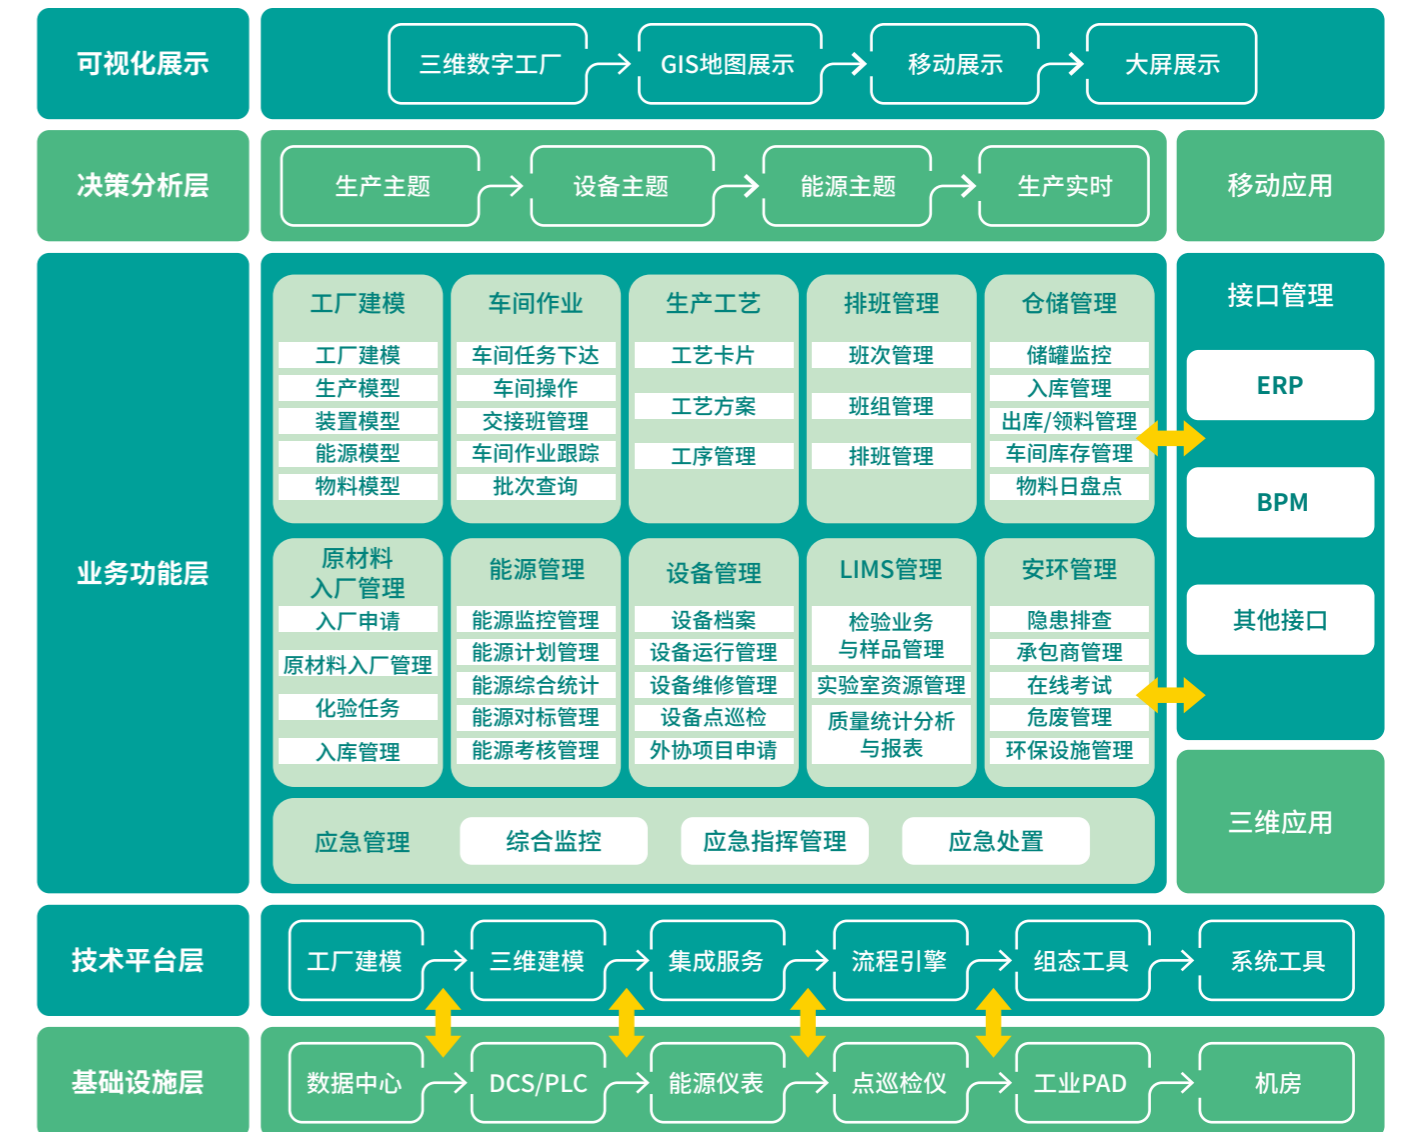 可视化展示
三维数字工厂
GIS地图展示
移动展示
大屏展示
决策分析层
生产主题
设备主题
能源主题
生产实时
移动应用
业务功能层
工厂建模
工厂建模
生产模型
装置模型
能源模型
物料模型
车间作业
车间任务下达
车间操作
交接班管理
车间作业跟踪
批次查询
生产工艺
工艺卡片
工艺方案
工序管理
排班管理
班次管理
班组管理
排班管理
仓储管理
储罐监控
入库管理
出库/领料管理
车间库存管理
物料日盘点
原材料
入厂管理
入厂申请
原材料入厂管理
化验任务
入库管理
能源管理
能源监控管理
能源计划管理
能源综合统计
能源对标管理
能源考核管理
设备管理
设备档案
设备运行管理
设备维修管理
设备点巡检
外协项目申请
LIMS管理
检验业务
与样品管理
实验室资源管理
质量统计分析
与报表
安环管理
隐患排查
承包商管理
在线考试
危废管理
环保设施管理
应急管理
综合监控
应急指挥管理
应急处置
接口管理
ERP
BPM
其他接口
三维应用
技术平台层
工厂建模
三维建模
集成服务
流程引擎
组态工具
系统工具
基础设施层
数据中心
DCS/PLC
能源仪表
点巡检仪
工业PAD
机房